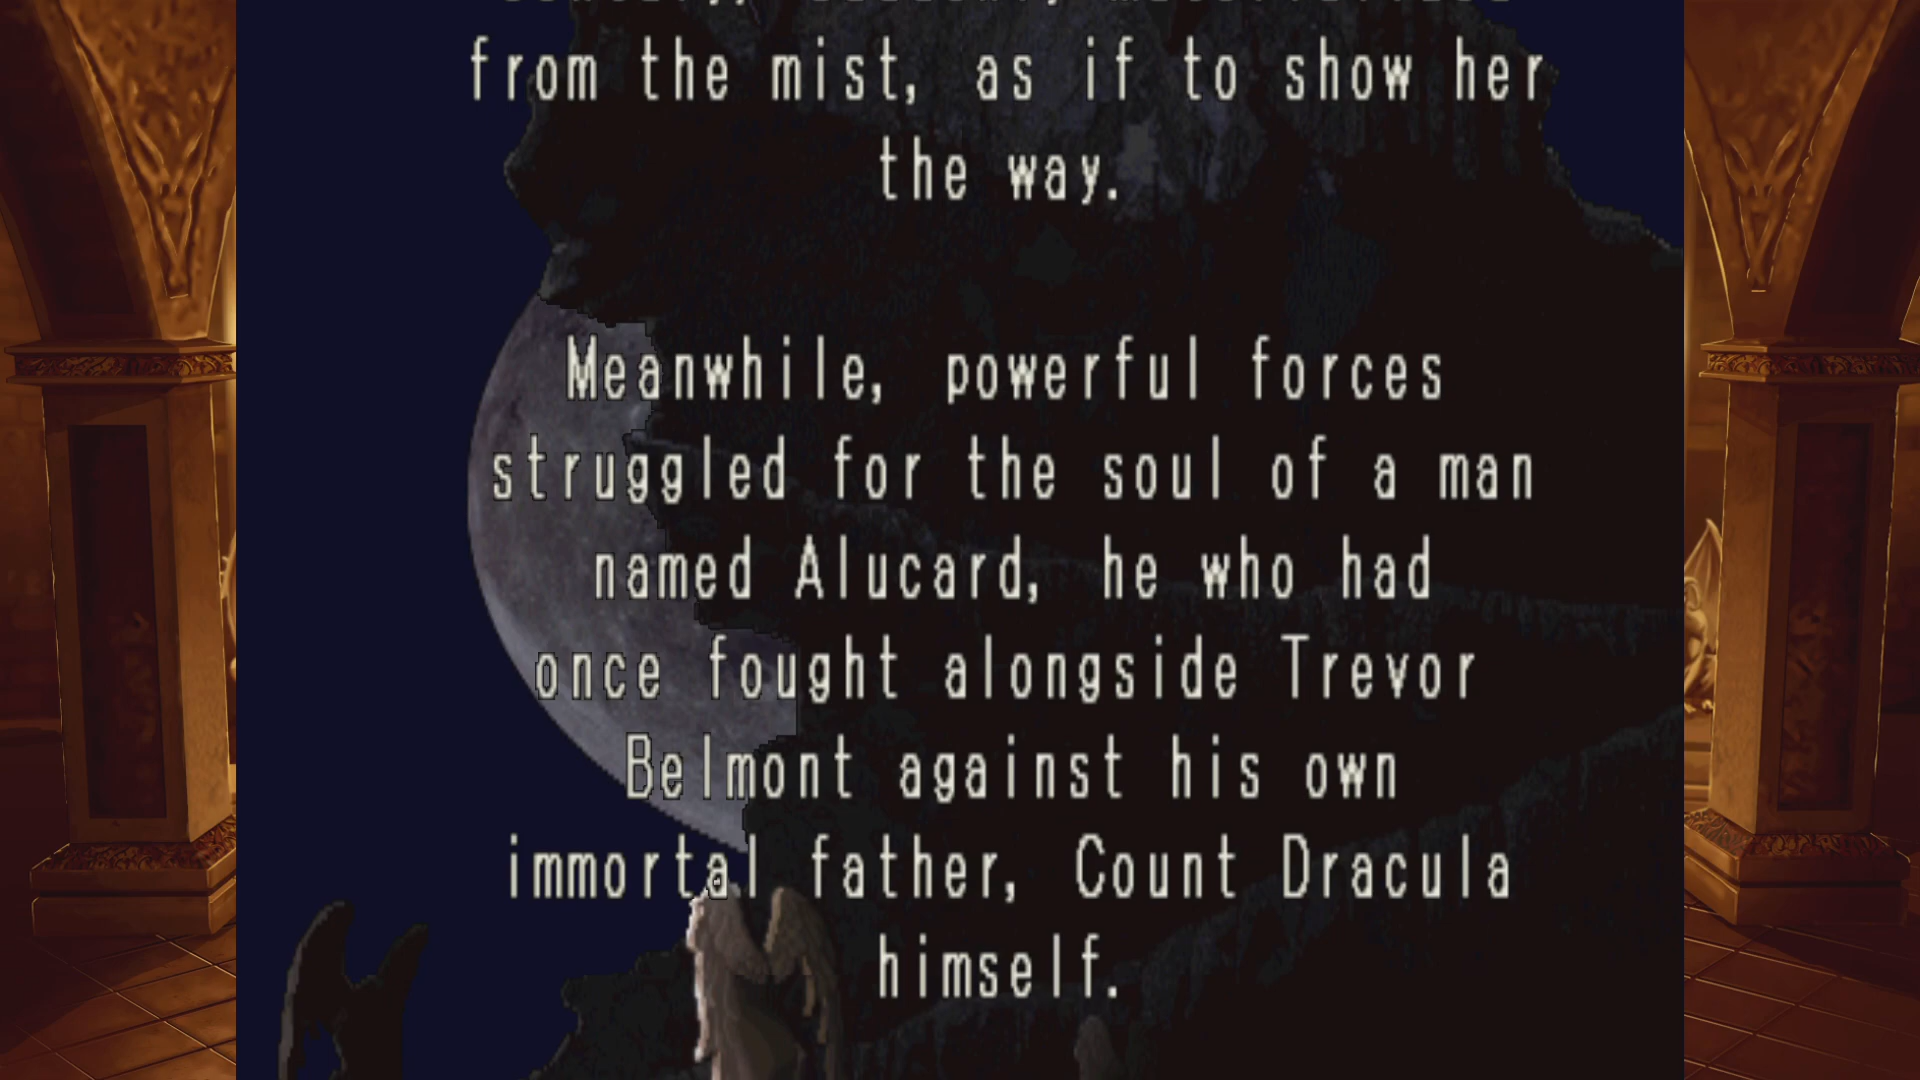 from the mist, as if to show her
the way.
Meanwhile, powerful forces
struggled for the soul of a man
named Alucard, he who had
once fought alongside Trevor
Belmont against his own
immortal father, Count Dracula
himself.